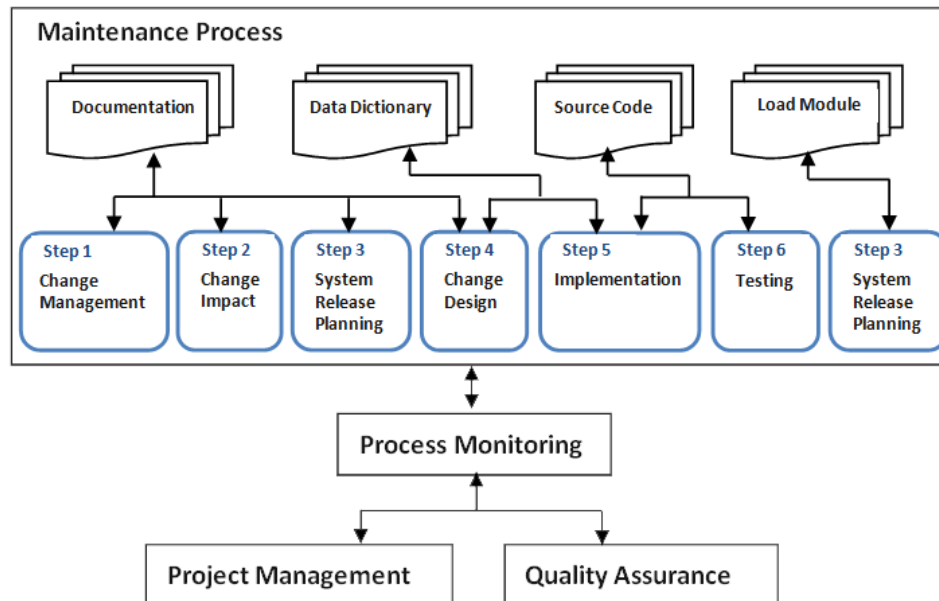 Maintenance Process
Documentation
Data Dictionary
Source Code
Load Module
Step 1
Change
Management
Step 2
Change
Impact
Step 3
System
Release
Planning
Step 4
Change
Design
Step 5
Implementation
Step 6
Testing
Step 3
System
Release
Planning
Process Monitoring
Project Management
Quality Assurance